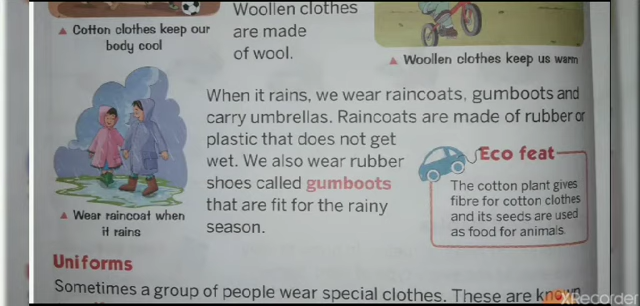 Woollen clothes
▲ Cotton clothes keep our
body cool
are made
of wool.
▲ Woollen clothes keep us warm
When it rains, we wear raincoats, gumboots and
carry umbrellas. Raincoats are made of rubber or
plastic that does not get
wet. We also wear rubber
shoes called gumboots
that are fit for the rainy
season.
▲ Wear raincoat when
it rains
Eco feat
The cotton plant gives
fibre for cotton clothes
and its seeds are used
as food for animals
Uniforms
Sometimes a group of people wear special clothes. These are known
XRecorder